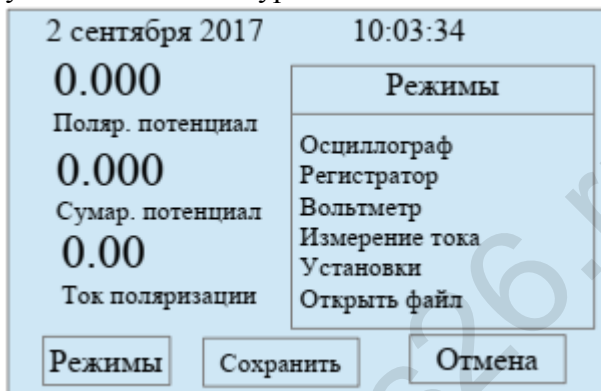 2 сентября 2017 10:03:34
0.000
Поляр. потенциал
0.000
Сумар. потенциал
0.00
Ток поляризации
Режимы
Осциллограф
Регистратор
Вольтметр
Измерение тока
Установки
Открыть файл
Режимы Сохранить Отмена